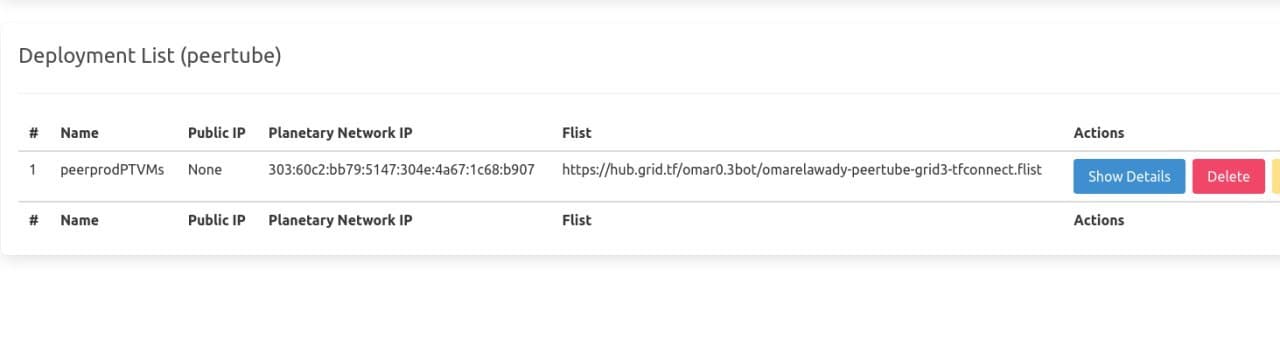 Deployment List (peertube)
# Name Public IP Planetary Network IP Flist Actions
1 peerprodPTVMs None 303:60c2:bb79:5147:304e:4a67:1c68:b907 https://hub.grid.tf/omar0.3bot/omarelawady-peertube-grid3-tfconnect.flist Show Details Delete
# Name Public IP Planetary Network IP Flist Actions